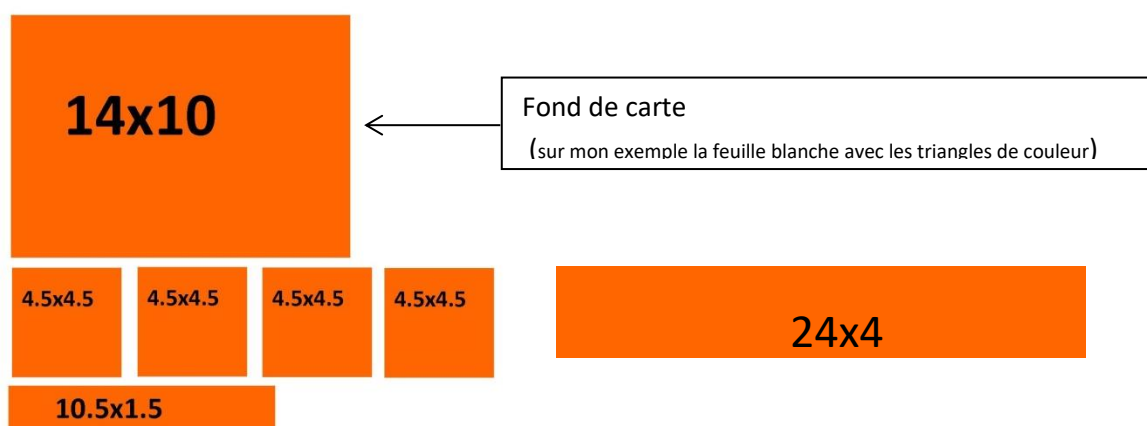 14x10
Fond de carte
(sur mon exemple la feuille blanche avec les triangles de couleur)
4.5x4.5
4.5x4.5
4.5x4.5
4.5x4.5
24x4
10.5x1.5